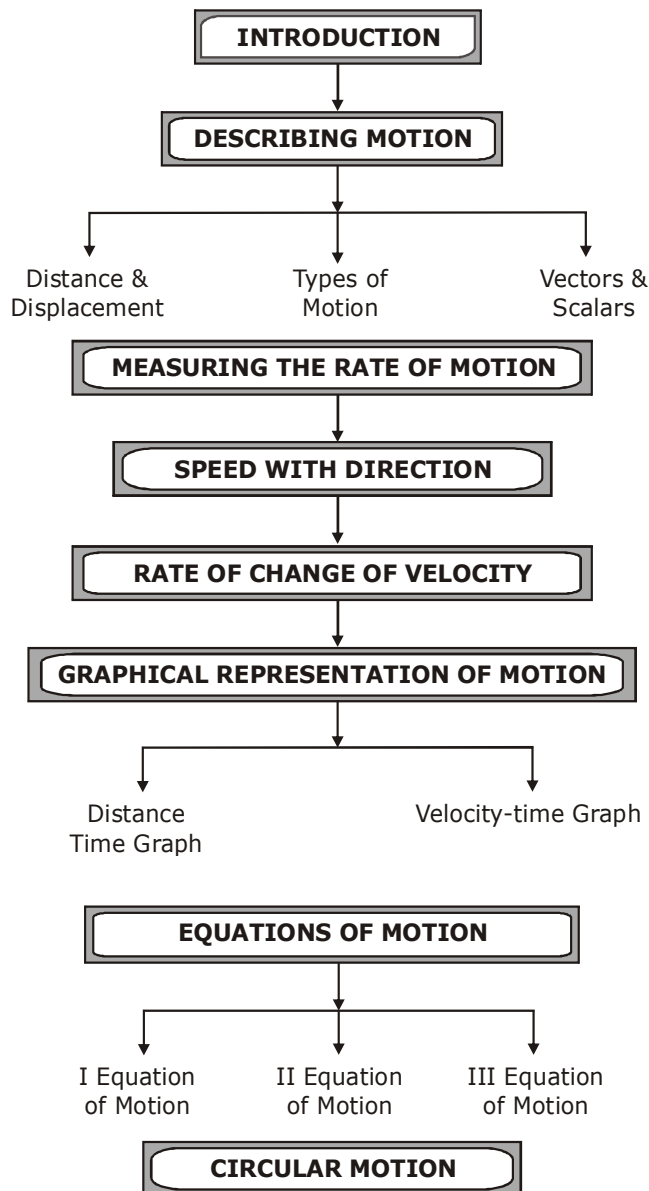 INTRODUCTION
DESCRIBING MOTION
Distance &
Displacement
Types of
Motion
Vectors &
Scalars
MEASURING THE RATE OF MOTION
SPEED WITH DIRECTION
RATE OF CHANGE OF VELOCITY
GRAPHICAL REPRESENTATION OF MOTION
Distance
Time Graph
Velocity-time Graph
EQUATIONS OF MOTION
I Equation
of Motion
II Equation
of Motion
III Equation
of Motion
CIRCULAR MOTION